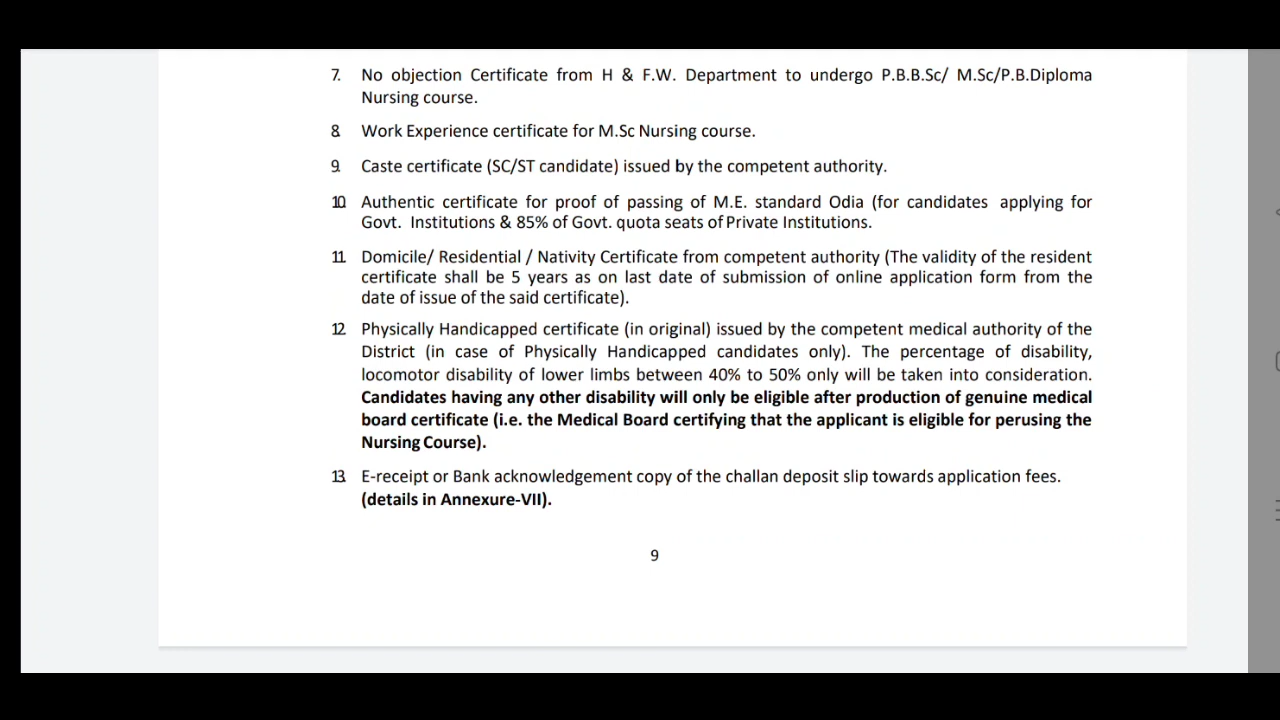 7. No objection Certificate from H & F.W. Department to undergo P.B.B.Sc/ M.Sc/P.B.Diploma
Nursing course.
8. Work Experience certificate for M.Sc Nursing course.
9. Caste certificate (SC/ST candidate) issued by the competent authority.
10. Authentic certificate for proof of passing of M.E. standard Odia (for candidates applying for
Govt. Institutions & 85% of Govt. quota seats of Private Institutions.
11. Domicile/ Residential / Nativity Certificate from competent authority (The validity of the resident
certificate shall be 5 years as on last date of submission of online application form from the
date of issue of the said certificate).
12. Physically Handicapped certificate (in original) issued by the competent medical authority of the
District (in case of Physically Handicapped candidates only). The percentage of disability,
locomotor disability of lower limbs between 40% to 50% only will be taken into consideration.
Candidates having any other disability will only be eligible after production of genuine medical
board certificate (i.e. the Medical Board certifying that the applicant is eligible for perusing the
Nursing Course).
13. E-receipt or Bank acknowledgement copy of the challan deposit slip towards application fees.
(details in Annexure-VII).
9